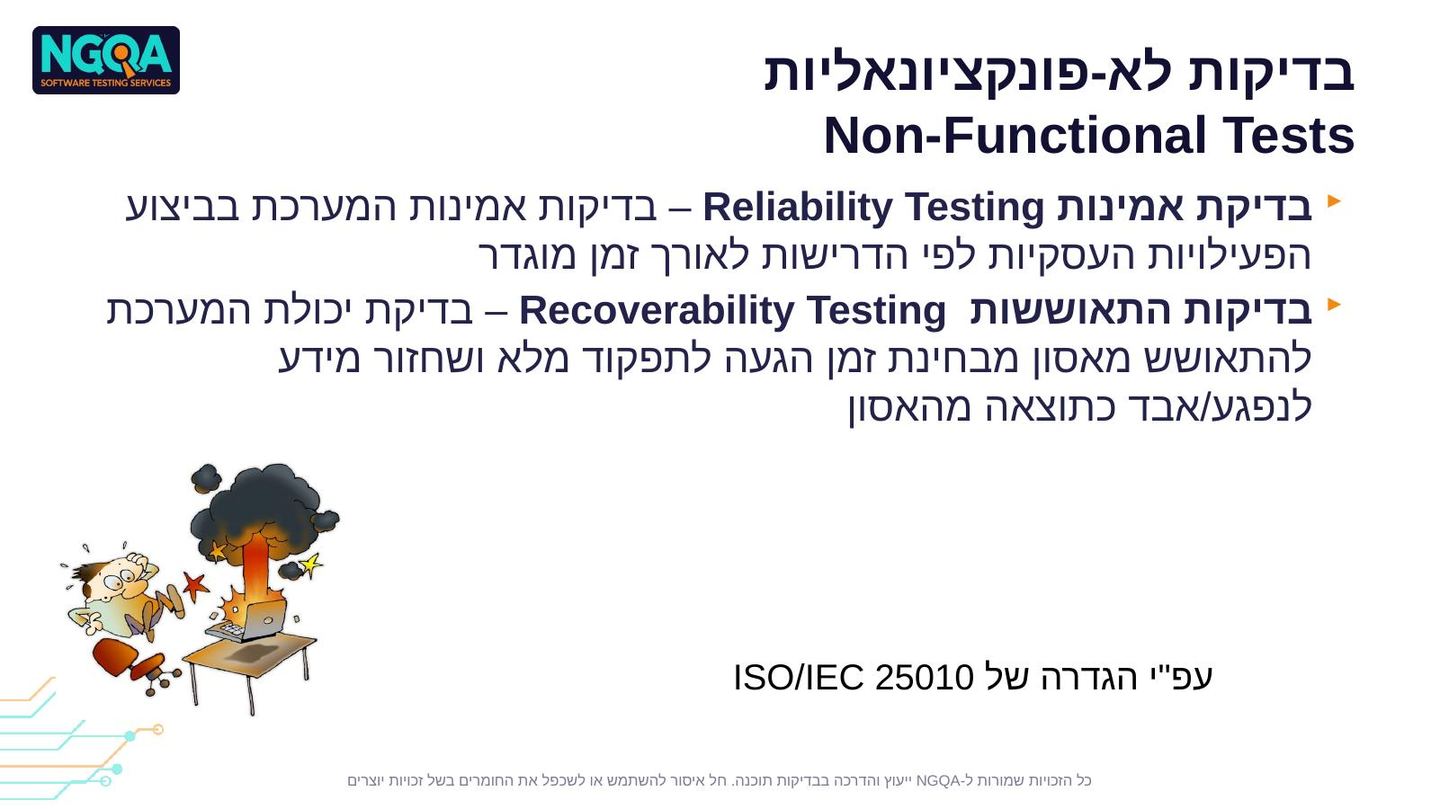 NGQA
SOFTWARE TESTING SERVICES
בדיקות לא-פונקציונאליות
Non-Functional Tests
בדיקת אמינות Reliability Testing – בדיקות אמינות המערכת בביצוע
הפעילויות העסקיות לפי הדרישות לאורך זמן מוגדר
בדיקות התאוששות  Recoverability Testing – בדיקת יכולת המערכת
להתאושש מאסון מבחינת זמן הגעה לתפקוד מלא ושחזור מידע
לנפגע/אבד כתוצאה מהאסון
עפ"י הגדרה של ISO/IEC 25010
כל הזכויות שמורות ל-NGQA ייעוץ והדרכה בבדיקות תוכנה. חל איסור להשתמש או לשכפל את החומרים בשל זכויות יוצרים